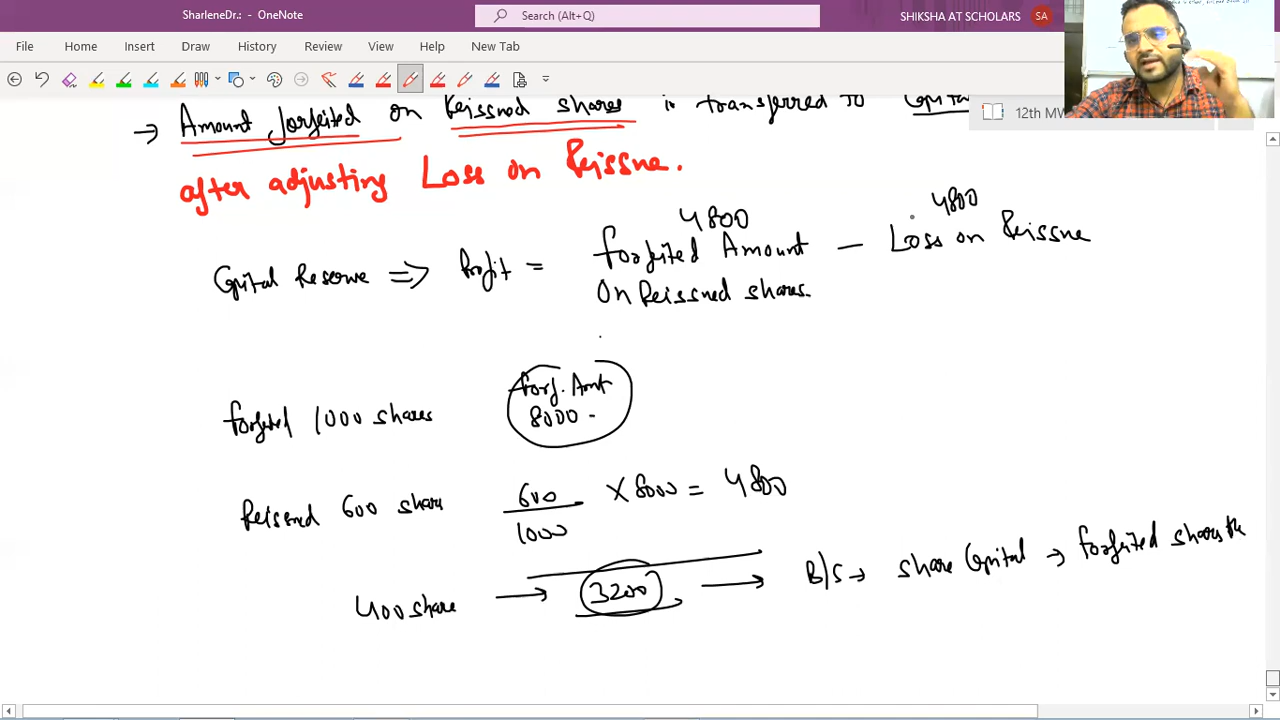 SharleneDr.: - OneNote
Search (Alt+Q)
SHIKSHA AT SCHOLARS SA
File Home Insert Draw History Review View Help New Tab
12th MW
→ Amount forfeited on Reissued shares is transferred to Capital
after adjusting Loss on Reissue.
4800 4800
Capital Reserve ⇒ Profit = forfeited Amount — Loss on Reissue
On Reissued shares.
forfeited 1000 shares forf. Amt
8000 -
Reissued 600 share 600 / 1000 × 8000 = 4800
400 share → 3200 → B/S → share Capital → forfeited shares